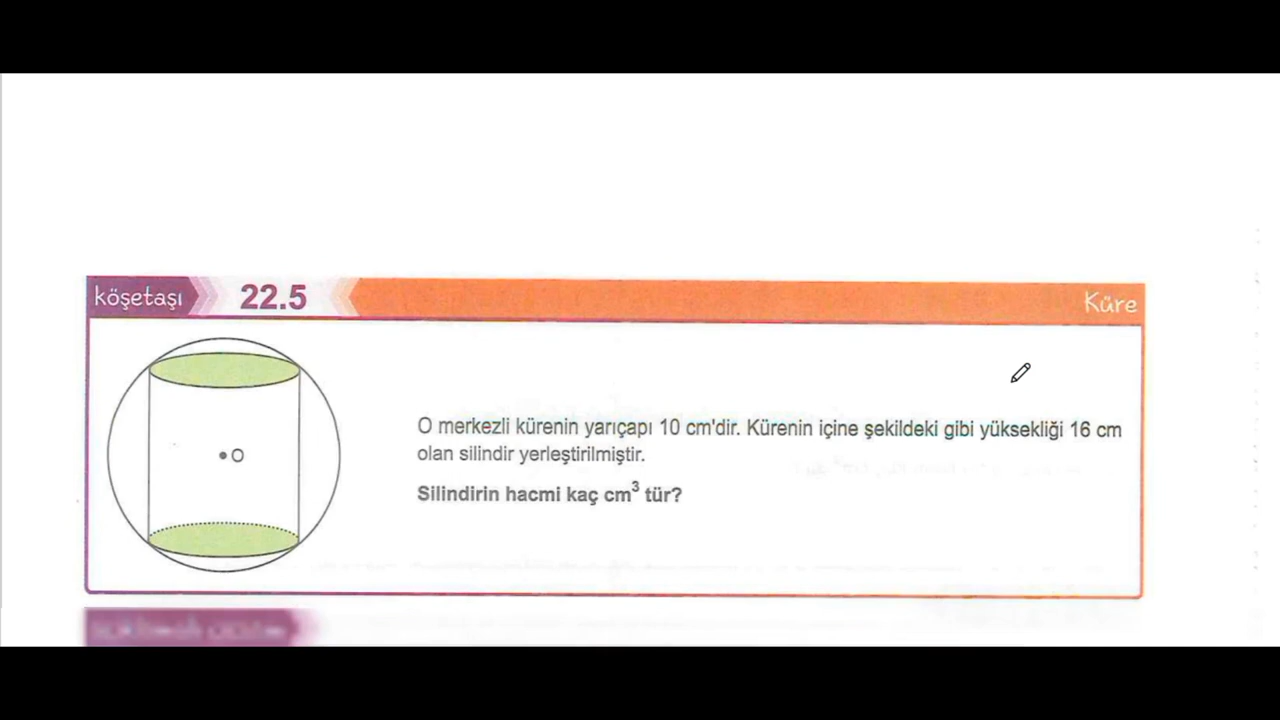 köşetaşı 22.5 Küre
O
O merkezli kürenin yarıçapı 10 cm'dir. Kürenin içine şekildeki gibi yüksekliği 16 cm
olan silindir yerleştirilmiştir.
Silindirin hacmi kaç cm³ tür?